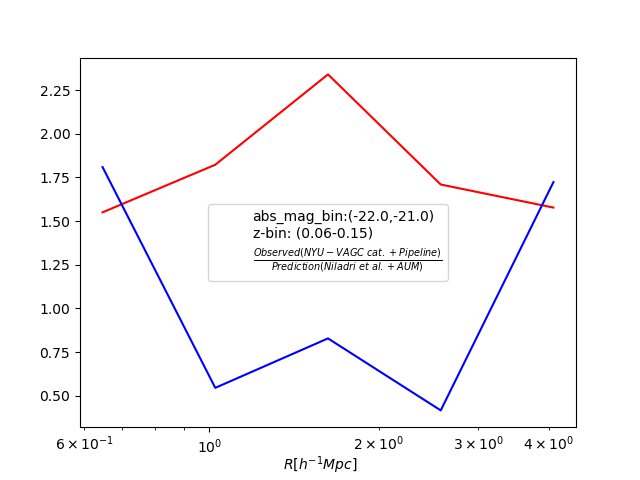 2.25
2.00
1.75
1.50
1.25
1.00
0.75
0.50
abs_mag_bin:(-22.0,-21.0)
z-bin: (0.06-0.15)
Observed(NYU−VAGC cat. + Pipeline)
Prediction(Niladri et al. + AUM)
6 × 10⁻¹ 10⁰ 2 × 10⁰ 3 × 10⁰ 4 × 10⁰
R[h⁻¹Mpc]